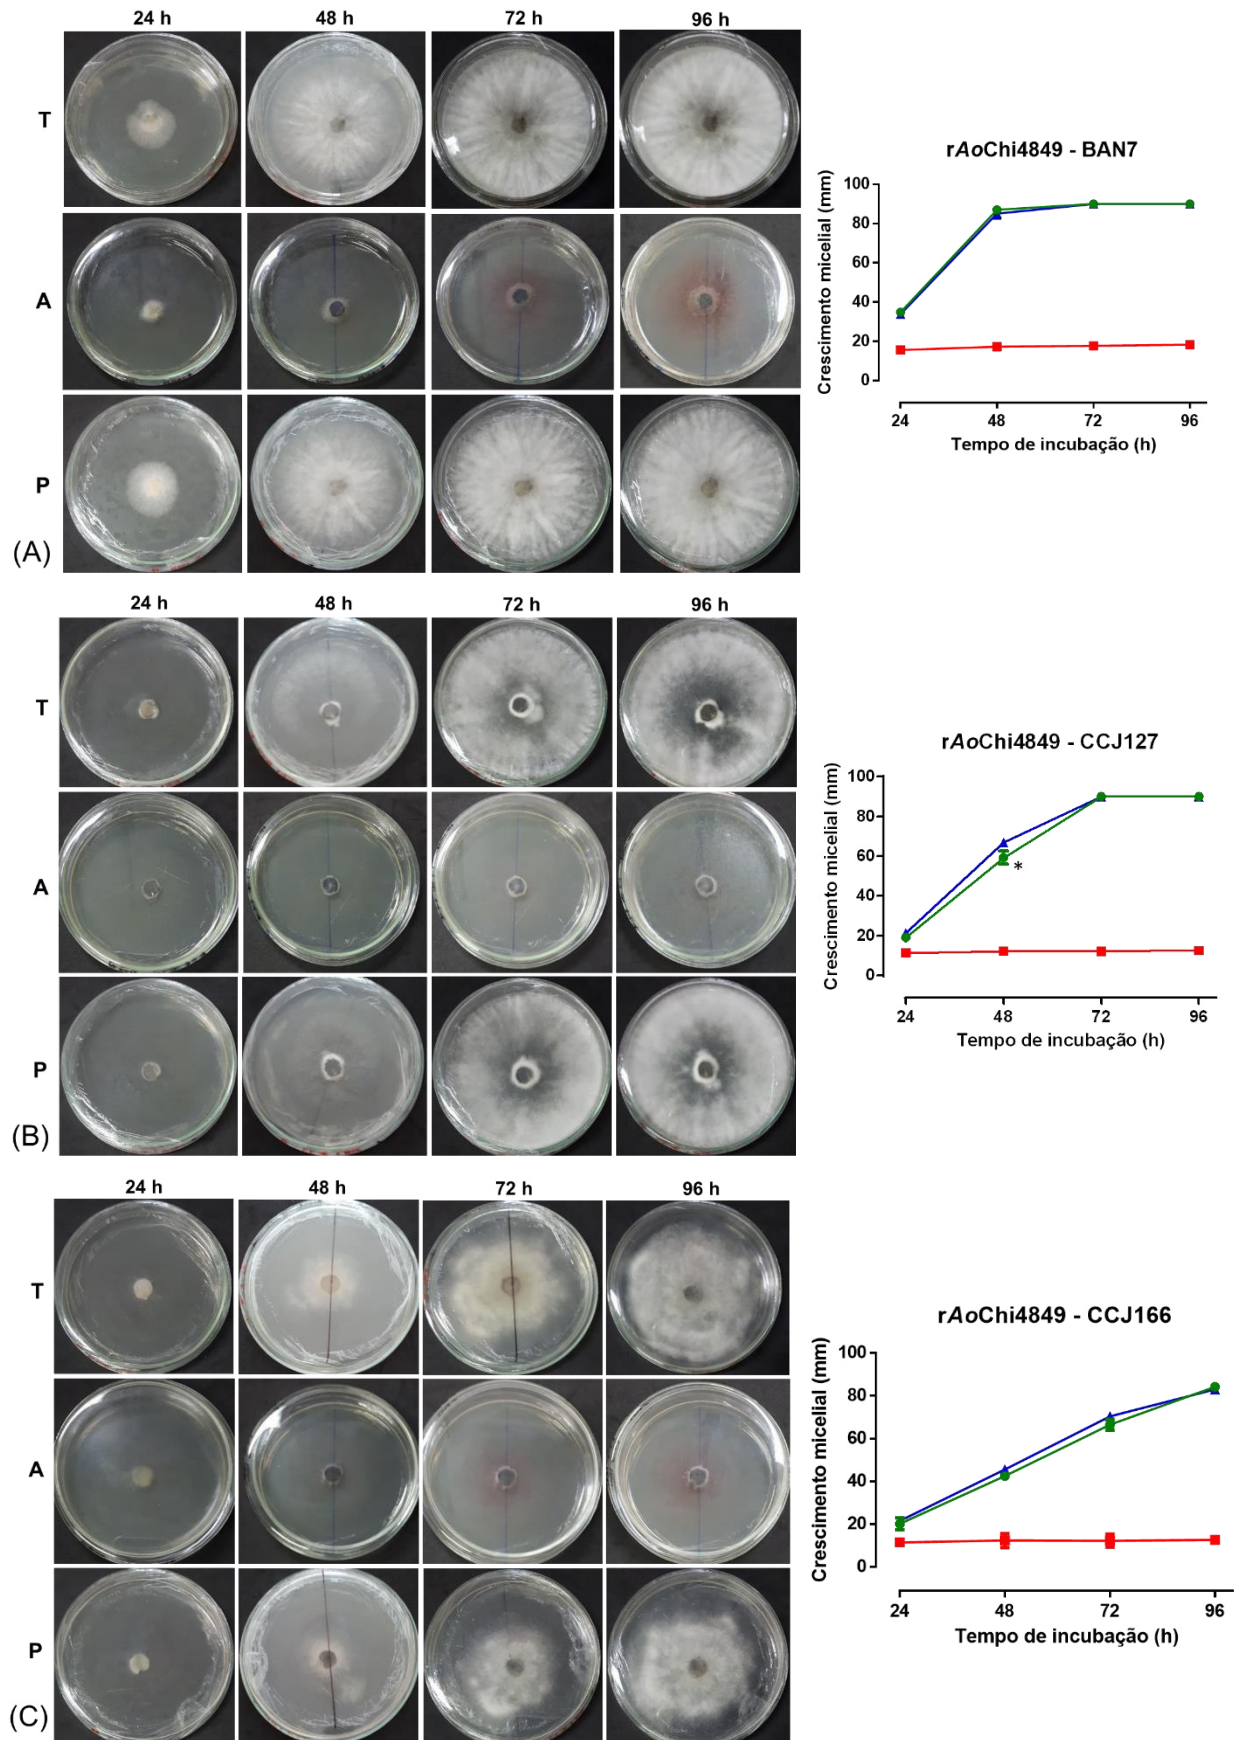 24 h 48 h 72 h 96 h
T
A
P
(A)
rAoChi4849 - BAN7
Crescimento micelial (mm)
100
80
60
40
20
0
24 48 72 96
Tempo de incubação (h)
24 h 48 h 72 h 96 h
T
A
P
(B)
rAoChi4849 - CCJ127
Crescimento micelial (mm)
100
80
60
40
20
0
*
24 48 72 96
Tempo de incubação (h)
24 h 48 h 72 h 96 h
T
A
P
(C)
rAoChi4849 - CCJ166
Crescimento micelial (mm)
100
80
60
40
20
0
24 48 72 96
Tempo de incubação (h)